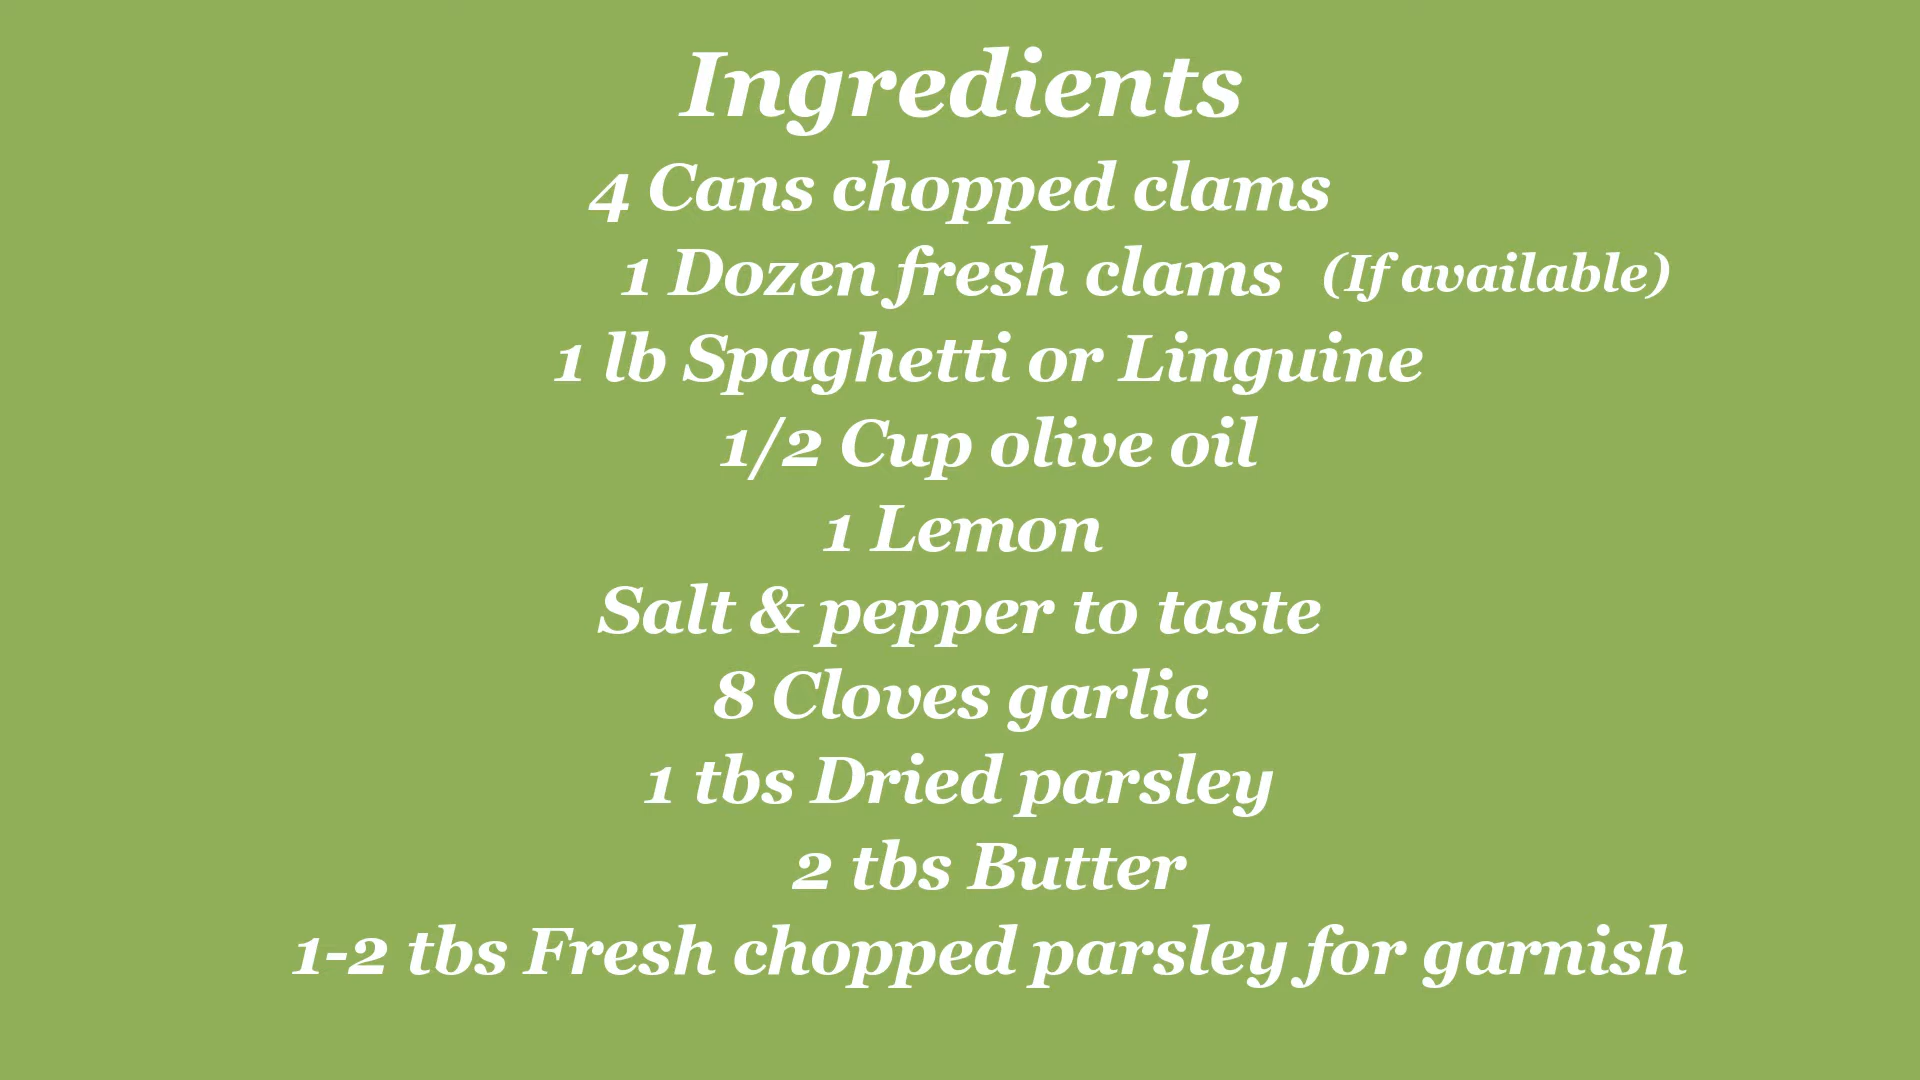 Ingredients
4 Cans chopped clams
1 Dozen fresh clams (If available)
1 lb Spaghetti or Linguine
1/2 Cup olive oil
1 Lemon
Salt & pepper to taste
8 Cloves garlic
1 tbs Dried parsley
2 tbs Butter
1-2 tbs Fresh chopped parsley for garnish